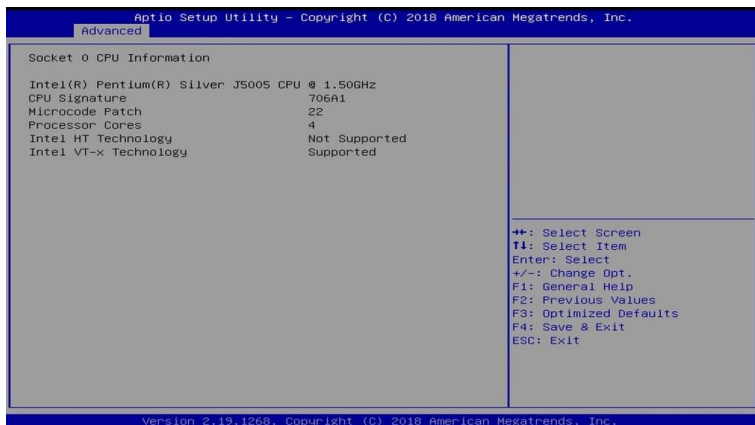 Aptio Setup Utility – Copyright (C) 2018 American Megatrends, Inc.
Advanced
Socket 0 CPU Information
Intel(R) Pentium(R) Silver J5005 CPU @ 1.50GHz
CPU Signature 706A1
Microcode Patch 22
Processor Cores 4
Intel HT Technology Not Supported
Intel VT-x Technology Supported
→←: Select Screen
↑↓: Select Item
Enter: Select
+/-: Change Opt.
F1: General Help
F2: Previous Values
F3: Optimized Defaults
F4: Save & Exit
ESC: Exit
Version 2.19.1268. Copyright (C) 2018 American Megatrends, Inc.